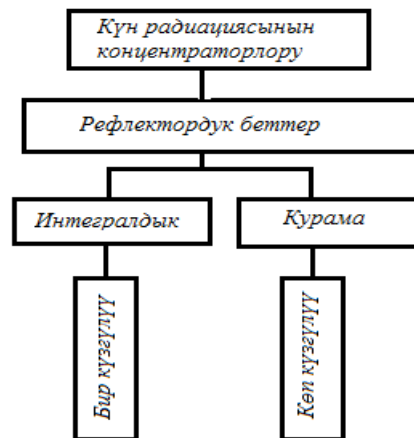 Күн радиациясынын
концентраторлору
Рефлектордук беттер
Интегралдык
Курама
Бир күзгүлүү
Көп күзгүлүү